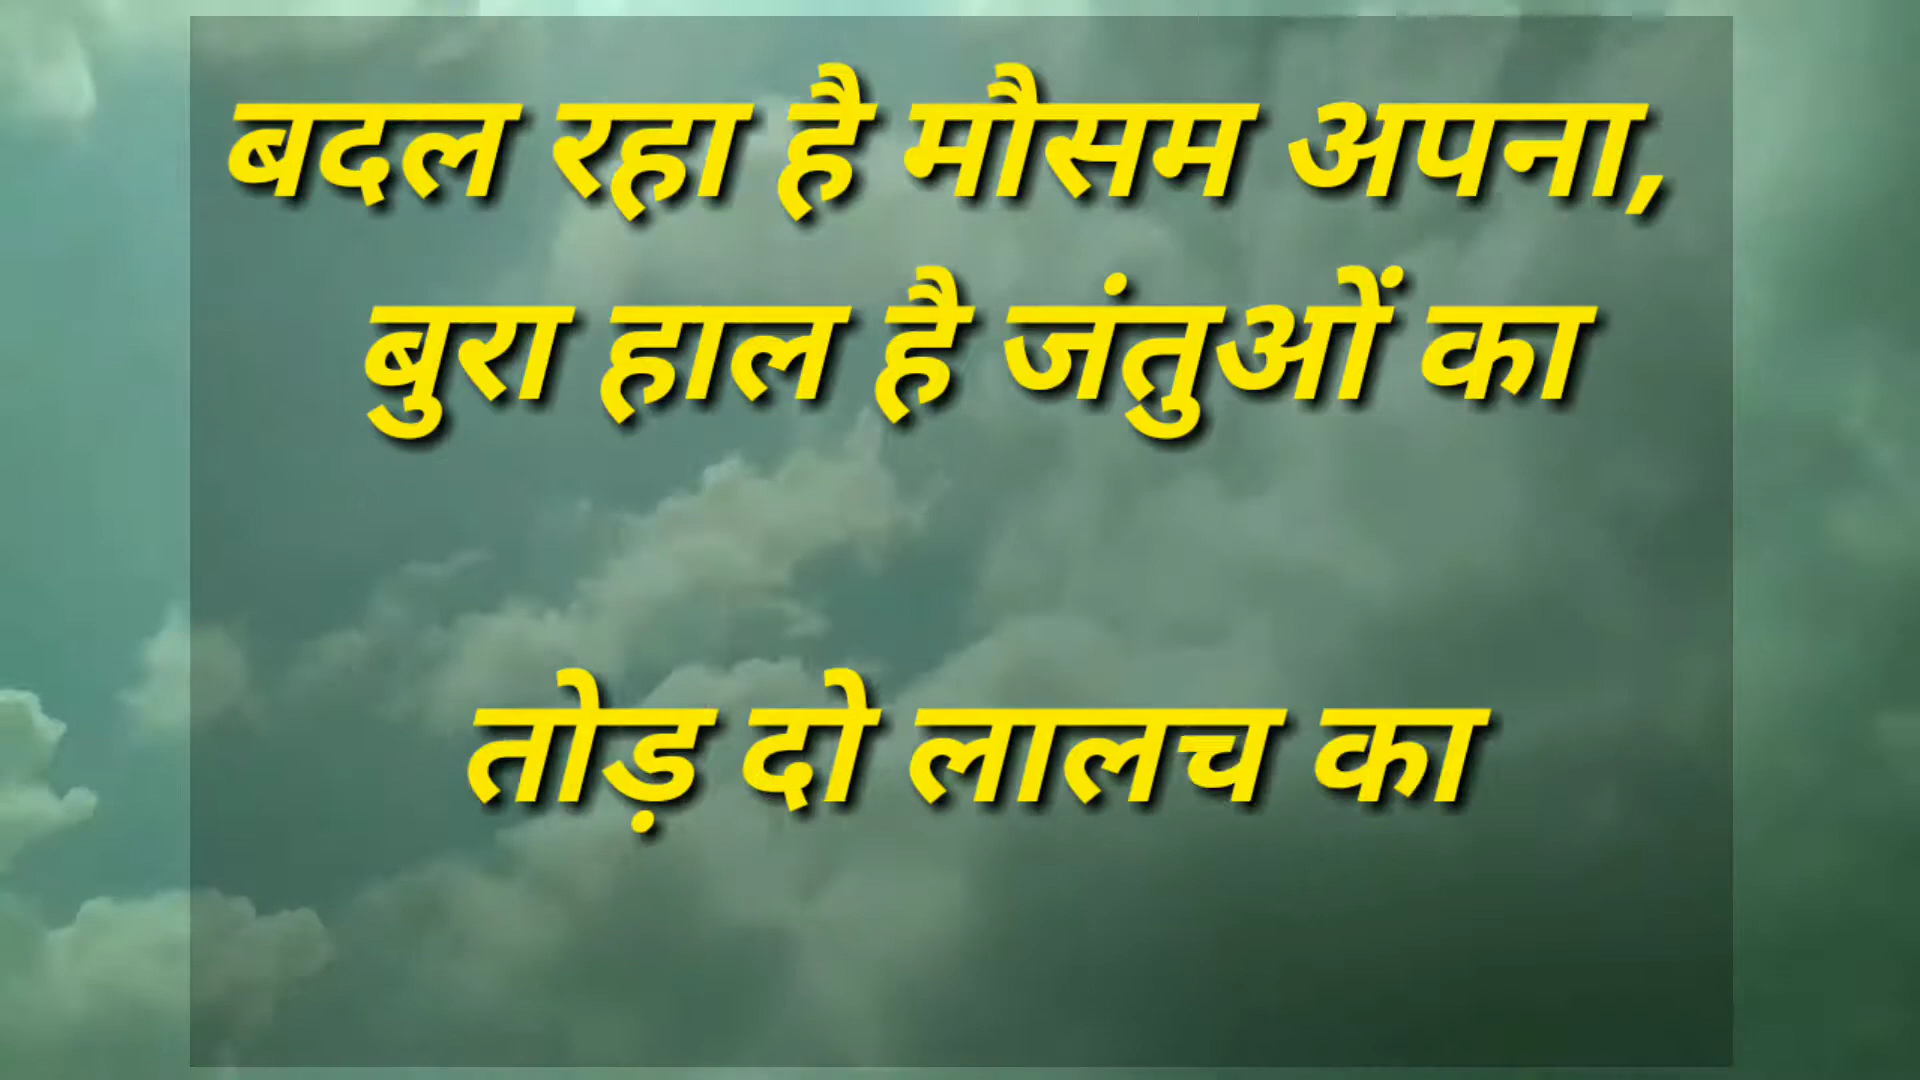 बदल रहा है मौसम अपना,
बुरा हाल है जंतुओं का
तोड़ दो लालच का